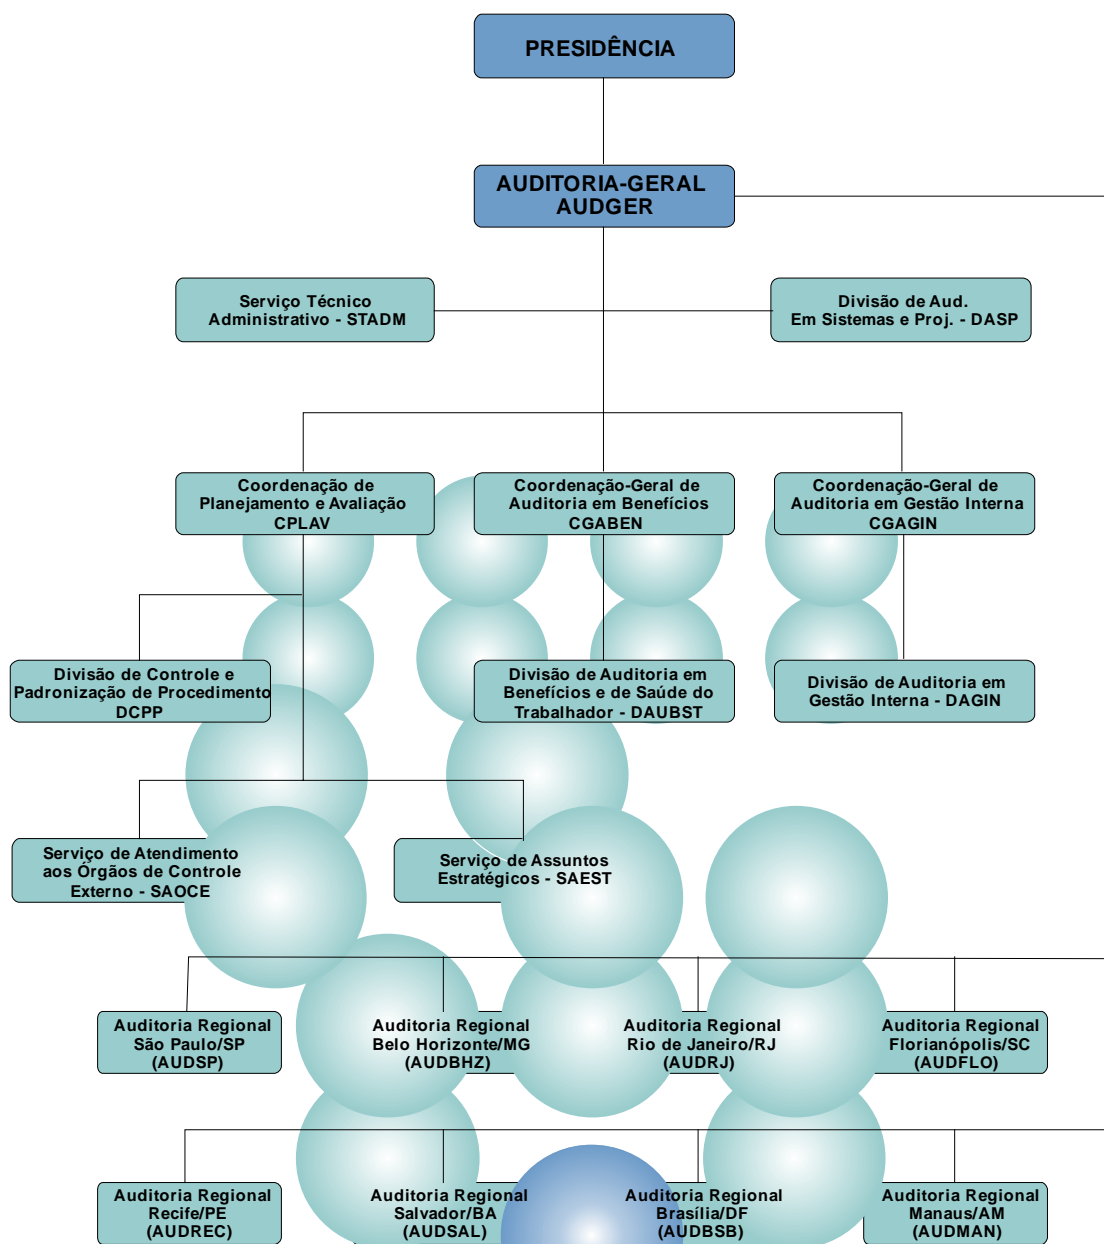 PRESIDÊNCIA
AUDITORIA-GERAL
AUDGER
Serviço Técnico
Administrativo - STADM
Divisão de Aud.
Em Sistemas e Proj. - DASP
Coordenação de
Planejamento e Avaliação
CPLAV
Coordenação-Geral de
Auditoria em Benefícios
CGABEN
Coordenação-Geral de
Auditoria em Gestão Interna
CGAGIN
Divisão de Controle e
Padronização de Procedimento
DCPP
Divisão de Auditoria em
Benefícios e de Saúde do
Trabalhador - DAUBST
Divisão de Auditoria em
Gestão Interna - DAGIN
Serviço de Atendimento
aos Órgãos de Controle
Externo - SAOCE
Serviço de Assuntos
Estratégicos - SAEST
Auditoria Regional
São Paulo/SP
(AUDSP)
Auditoria Regional
Belo Horizonte/MG
(AUDBHZ)
Auditoria Regional
Rio de Janeiro/RJ
(AUDRJ)
Auditoria Regional
Florianópolis/SC
(AUDFLO)
Auditoria Regional
Recife/PE
(AUDREC)
Auditoria Regional
Salvador/BA
(AUDSAL)
Auditoria Regional
Brasília/DF
(AUDBSB)
Auditoria Regional
Manaus/AM
(AUDMAN)